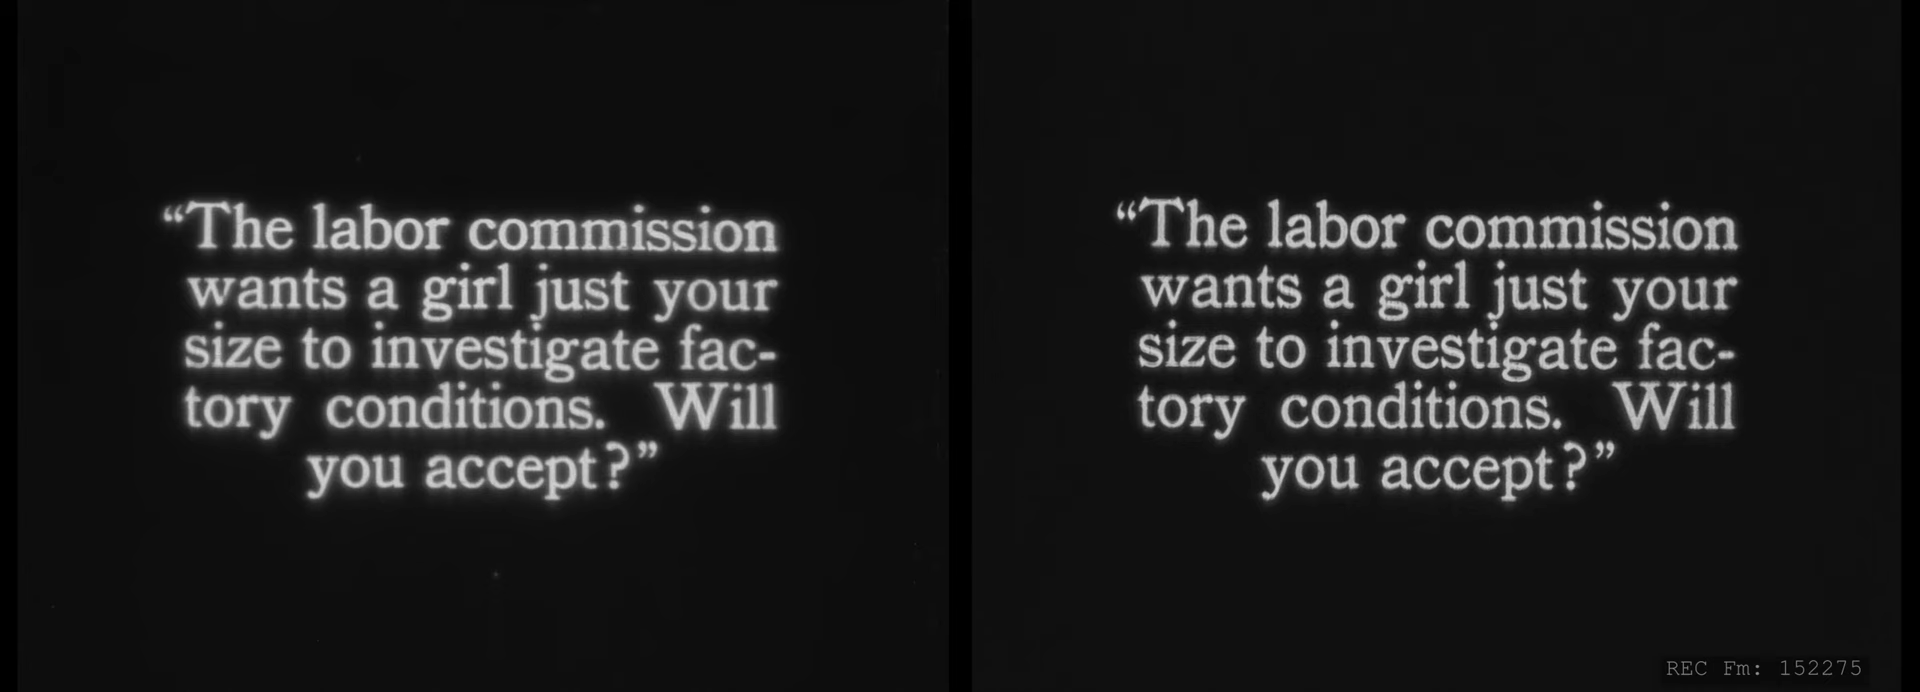 “The labor commission
wants a girl just your
size to investigate fac-
tory conditions. Will
you accept?”
“The labor commission
wants a girl just your
size to investigate fac-
tory conditions. Will
you accept?”
REC Fm: 152275